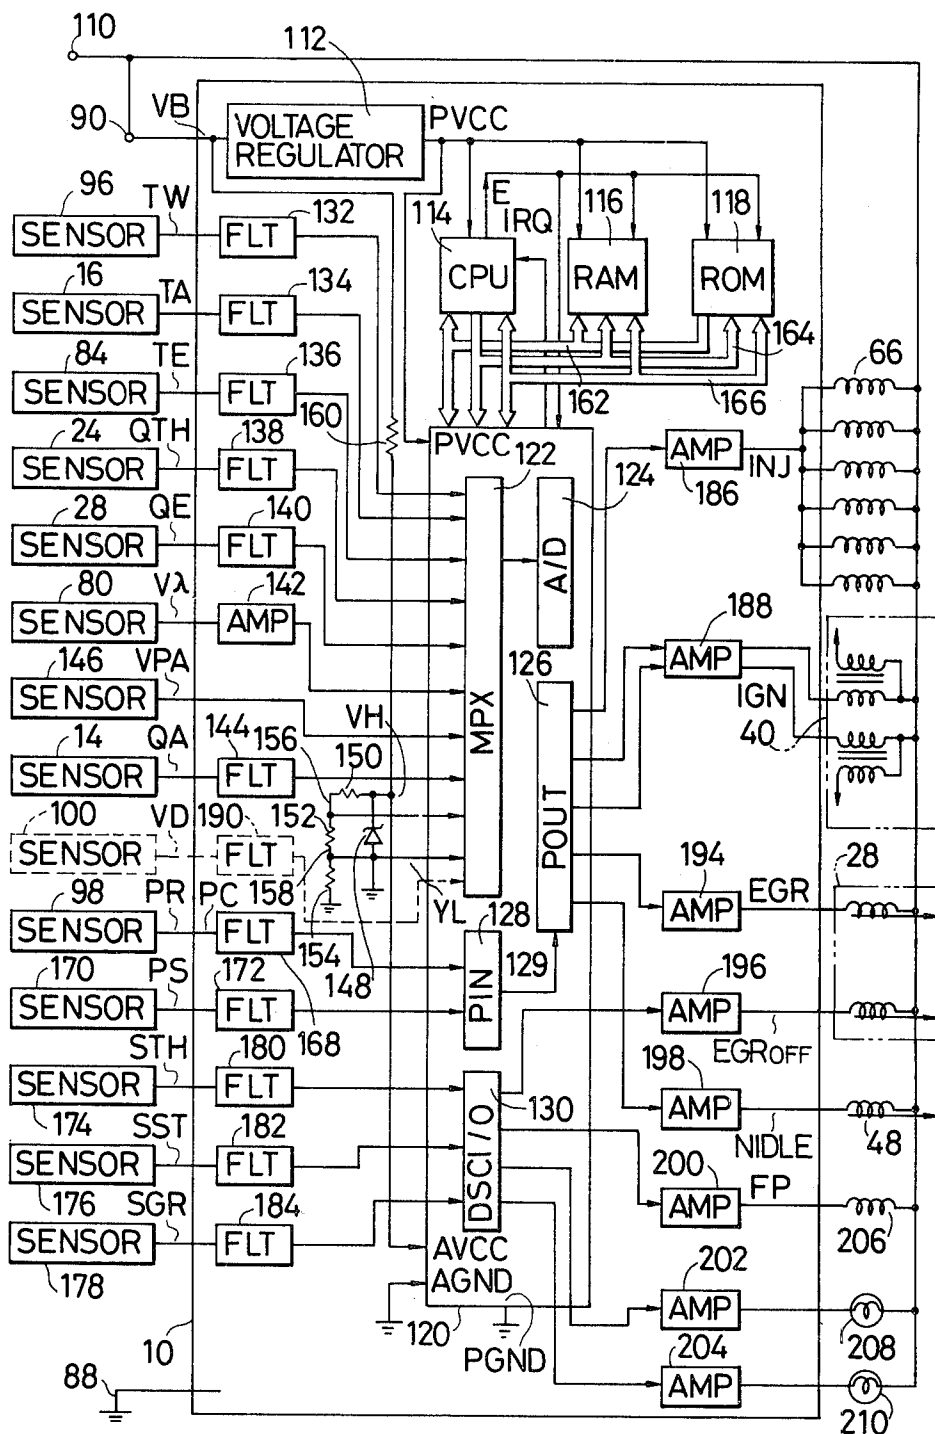 110
112
VB
90
VOLTAGE
REGULATOR
PVCC
E
IRQ
114
116
118
CPU
RAM
ROM
96
TW
132
SENSOR
FLT
16
TA
134
SENSOR
FLT
84
TE
136
SENSOR
FLT
160
162
164
166
66
24
QTH
138
SENSOR
FLT
PVCC
122
124
AMP
186
INJ
28
QE
140
SENSOR
FLT
80
Vλ
142
SENSOR
AMP
MPX
A/D
146
VPA
SENSOR
126
188
AMP
IGN
40
14
QA
144
SENSOR
FLT
VH
156
150
100
VD
190
SENSOR
FLT
152
158
154
148
YL
POUT
98
PR
PC
SENSOR
FLT
168
128
129
PIN
194
AMP
EGR
28
170
PS
172
SENSOR
FLT
196
AMP
EGROFF
STH
180
SENSOR
FLT
174
130
DSCI/O
198
AMP
NIDLE
48
SST
182
SENSOR
FLT
176
200
AMP
FP
206
SGR
184
SENSOR
FLT
178
AVCC
AGND
202
AMP
208
10
120
PGND
204
AMP
210
88